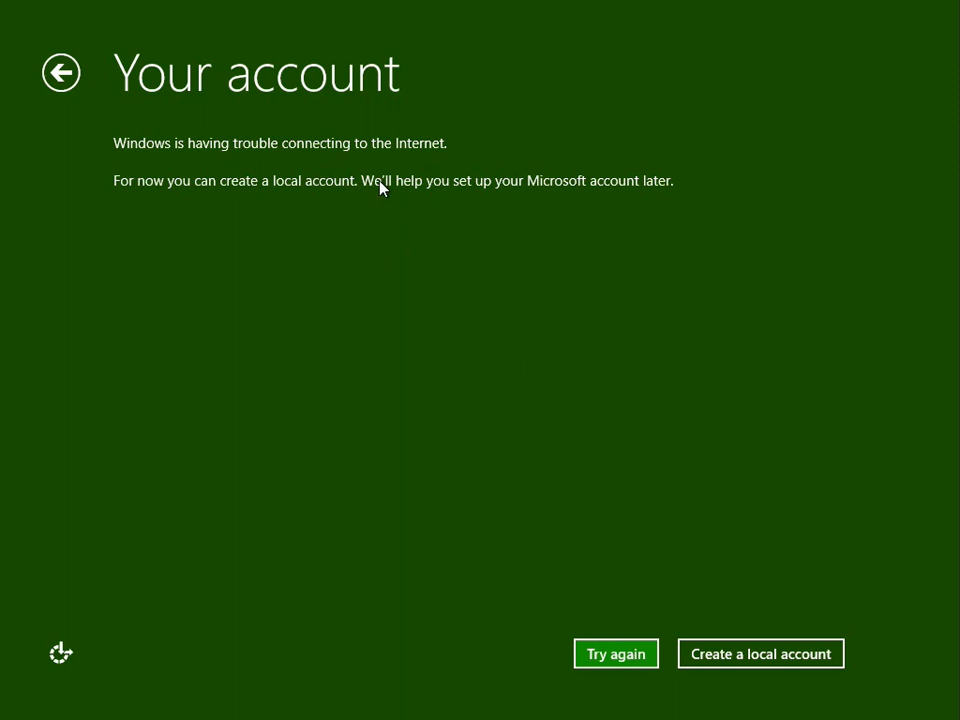 Your account
Windows is having trouble connecting to the Internet.
For now you can create a local account. We'll help you set up your Microsoft account later.
Try again
Create a local account